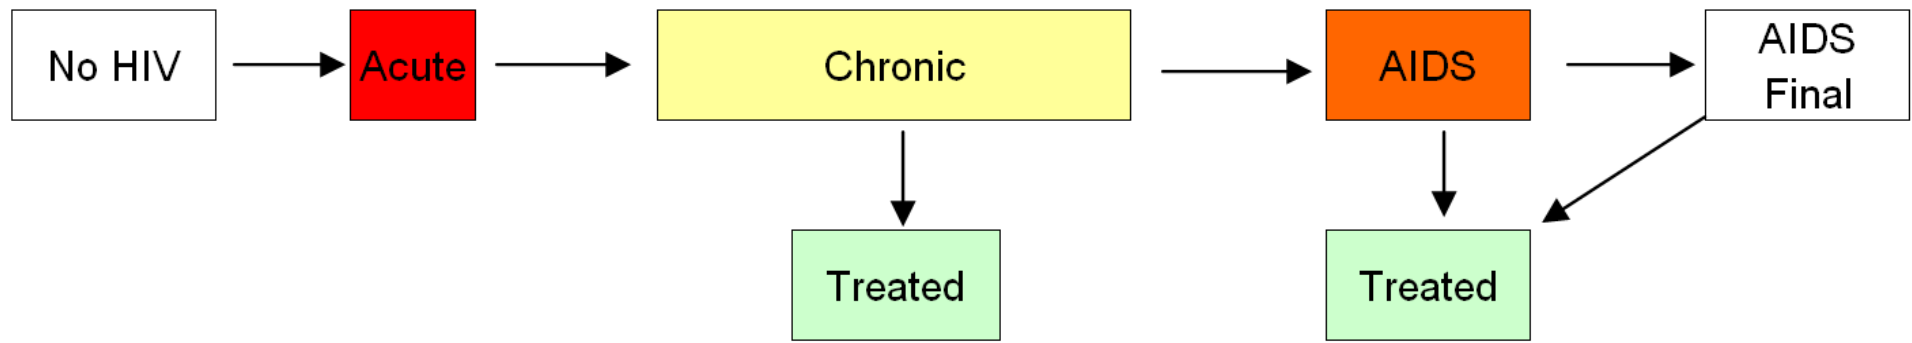 No HIV
Acute
Chronic
AIDS
AIDS
Final
Treated
Treated